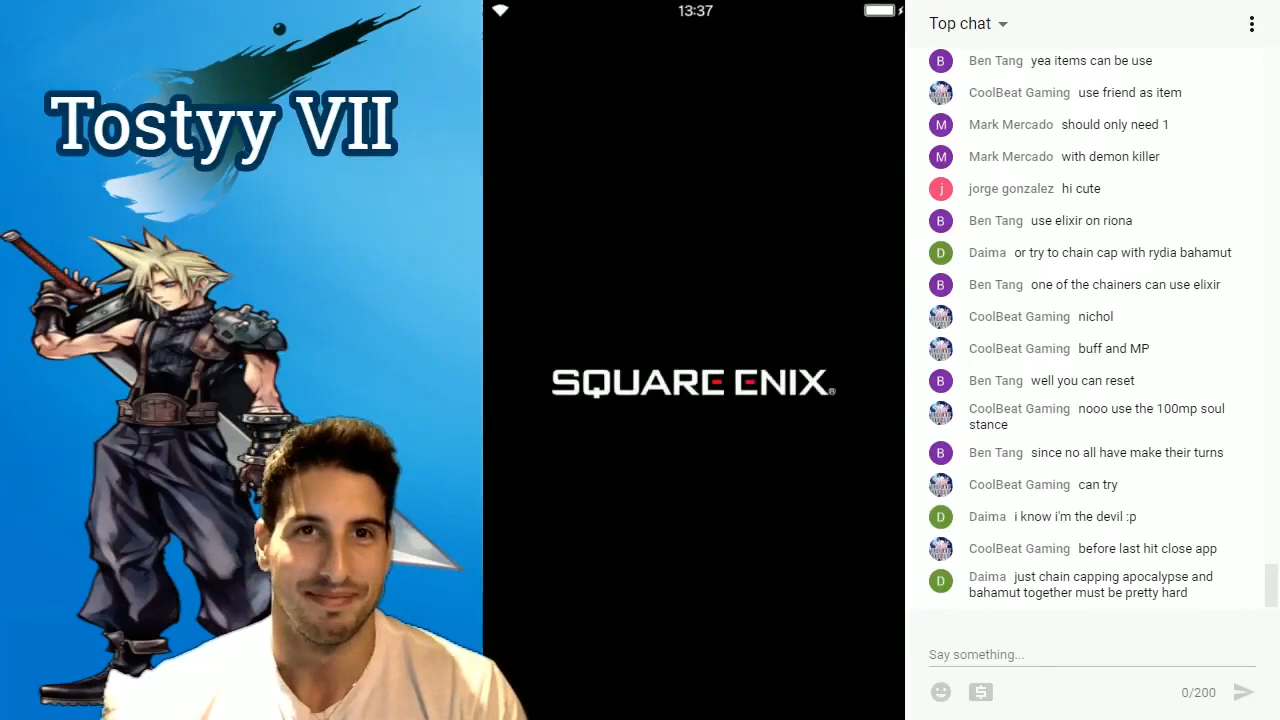 Tostyy VII
13:37
SQUARE ENIX®
Top chat
Ben Tang yea items can be use
CoolBeat Gaming use friend as item
Mark Mercado should only need 1
Mark Mercado with demon killer
jorge gonzalez hi cute
Ben Tang use elixir on riona
Daima or try to chain cap with rydia bahamut
Ben Tang one of the chainers can use elixir
CoolBeat Gaming nichol
CoolBeat Gaming buff and MP
Ben Tang well you can reset
CoolBeat Gaming nooo use the 100mp soul
stance
Ben Tang since no all have make their turns
CoolBeat Gaming can try
Daima i know i'm the devil :p
CoolBeat Gaming before last hit close app
Daima just chain capping apocalypse and
bahamut together must be pretty hard
Say something...
0/200